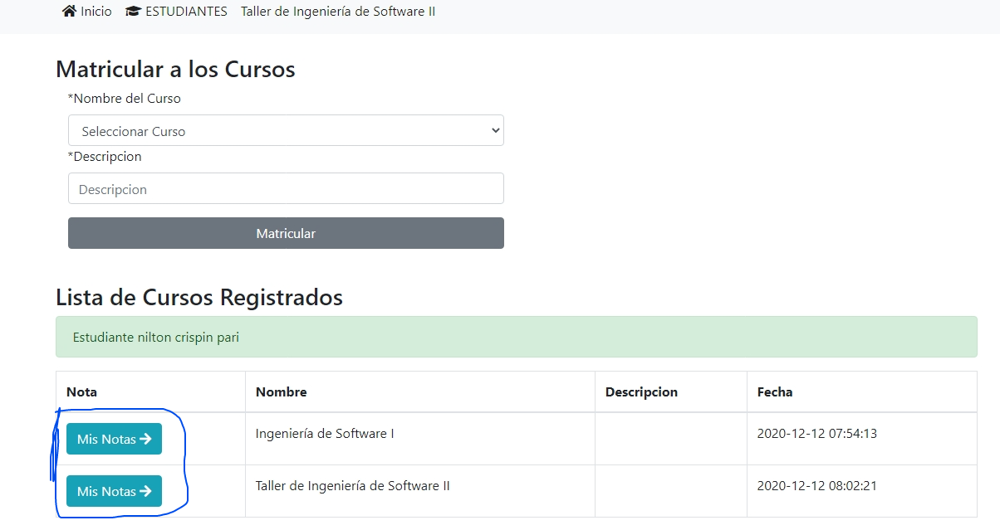 Inicio ESTUDIANTES Taller de Ingeniería de Software II
Matricular a los Cursos
*Nombre del Curso
Seleccionar Curso
*Descripcion
Descripcion
Matricular
Lista de Cursos Registrados
Estudiante nilton crispin pari
Nota Nombre Descripcion Fecha
Mis Notas Ingeniería de Software I 2020-12-12 07:54:13
Mis Notas Taller de Ingeniería de Software II 2020-12-12 08:02:21